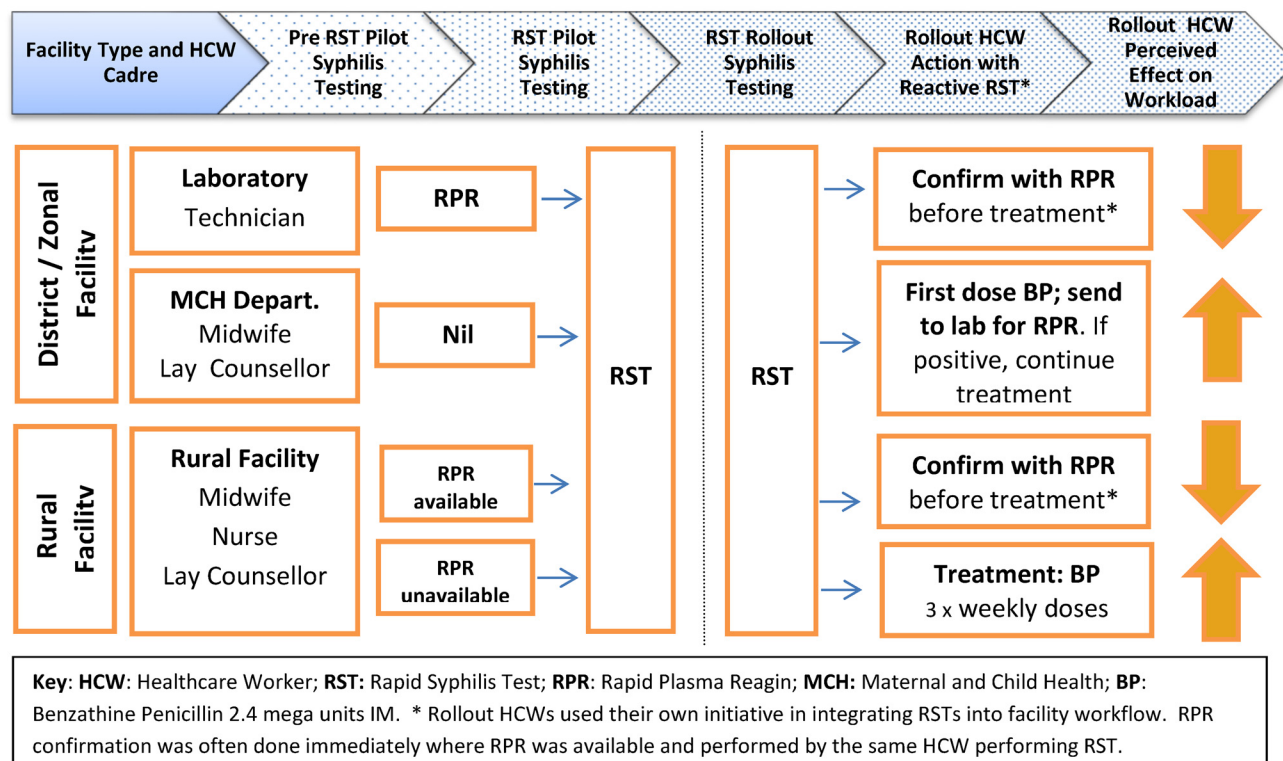 Facility Type and HCW
Cadre
Pre RST Pilot
Syphilis
Testing
RST Pilot
Syphilis
Testing
RST Rollout
Syphilis
Testing
Rollout HCW
Action with
Reactive RST*
Rollout HCW
Perceived
Effect on
Workload
District / Zonal
Facility
Laboratory
Technician
RPR
MCH Depart.
Midwife
Lay Counsellor
Nil
Rural
Facility
Rural Facility
Midwife
Nurse
Lay Counsellor
RPR
available
RPR
unavailable
RST
RST
Confirm with RPR
before treatment*
First dose BP; send
to lab for RPR. If
positive, continue
treatment
Confirm with RPR
before treatment*
Treatment: BP
3 x weekly doses
Key: HCW: Healthcare Worker; RST: Rapid Syphilis Test; RPR: Rapid Plasma Reagin; MCH: Maternal and Child Health; BP:
Benzathine Penicillin 2.4 mega units IM. * Rollout HCWs used their own initiative in integrating RSTs into facility workflow. RPR
confirmation was often done immediately where RPR was available and performed by the same HCW performing RST.